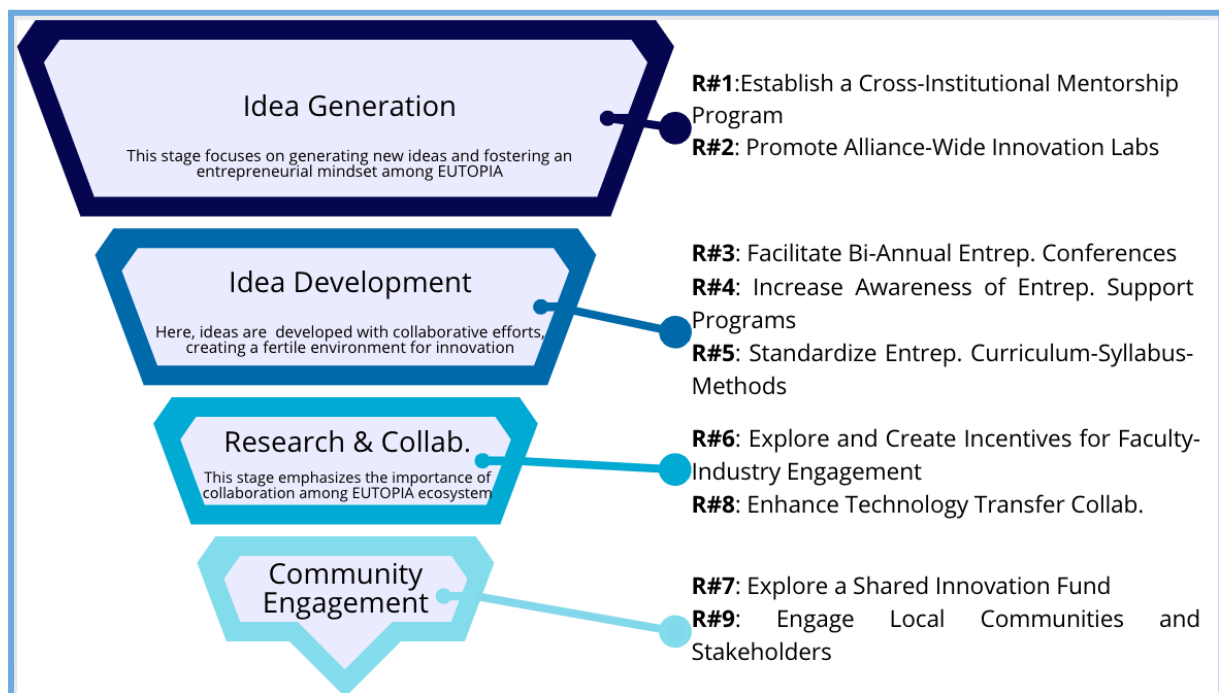 Idea Generation
This stage focuses on generating new ideas and fostering an
entrepreneurial mindset among EUTOPIA
R#1:Establish a Cross-Institutional Mentorship
Program
R#2: Promote Alliance-Wide Innovation Labs
Idea Development
Here, ideas are developed with collaborative efforts,
creating a fertile environment for innovation
R#3: Facilitate Bi-Annual Entrep. Conferences
R#4: Increase Awareness of Entrep. Support
Programs
R#5: Standardize Entrep. Curriculum-Syllabus-
Methods
Research & Collab.
This stage emphasizes the importance of
collaboration among EUTOPIA ecosystem
R#6: Explore and Create Incentives for Faculty-
Industry Engagement
R#8: Enhance Technology Transfer Collab.
Community
Engagement
R#7: Explore a Shared Innovation Fund
R#9: Engage Local Communities and
Stakeholders